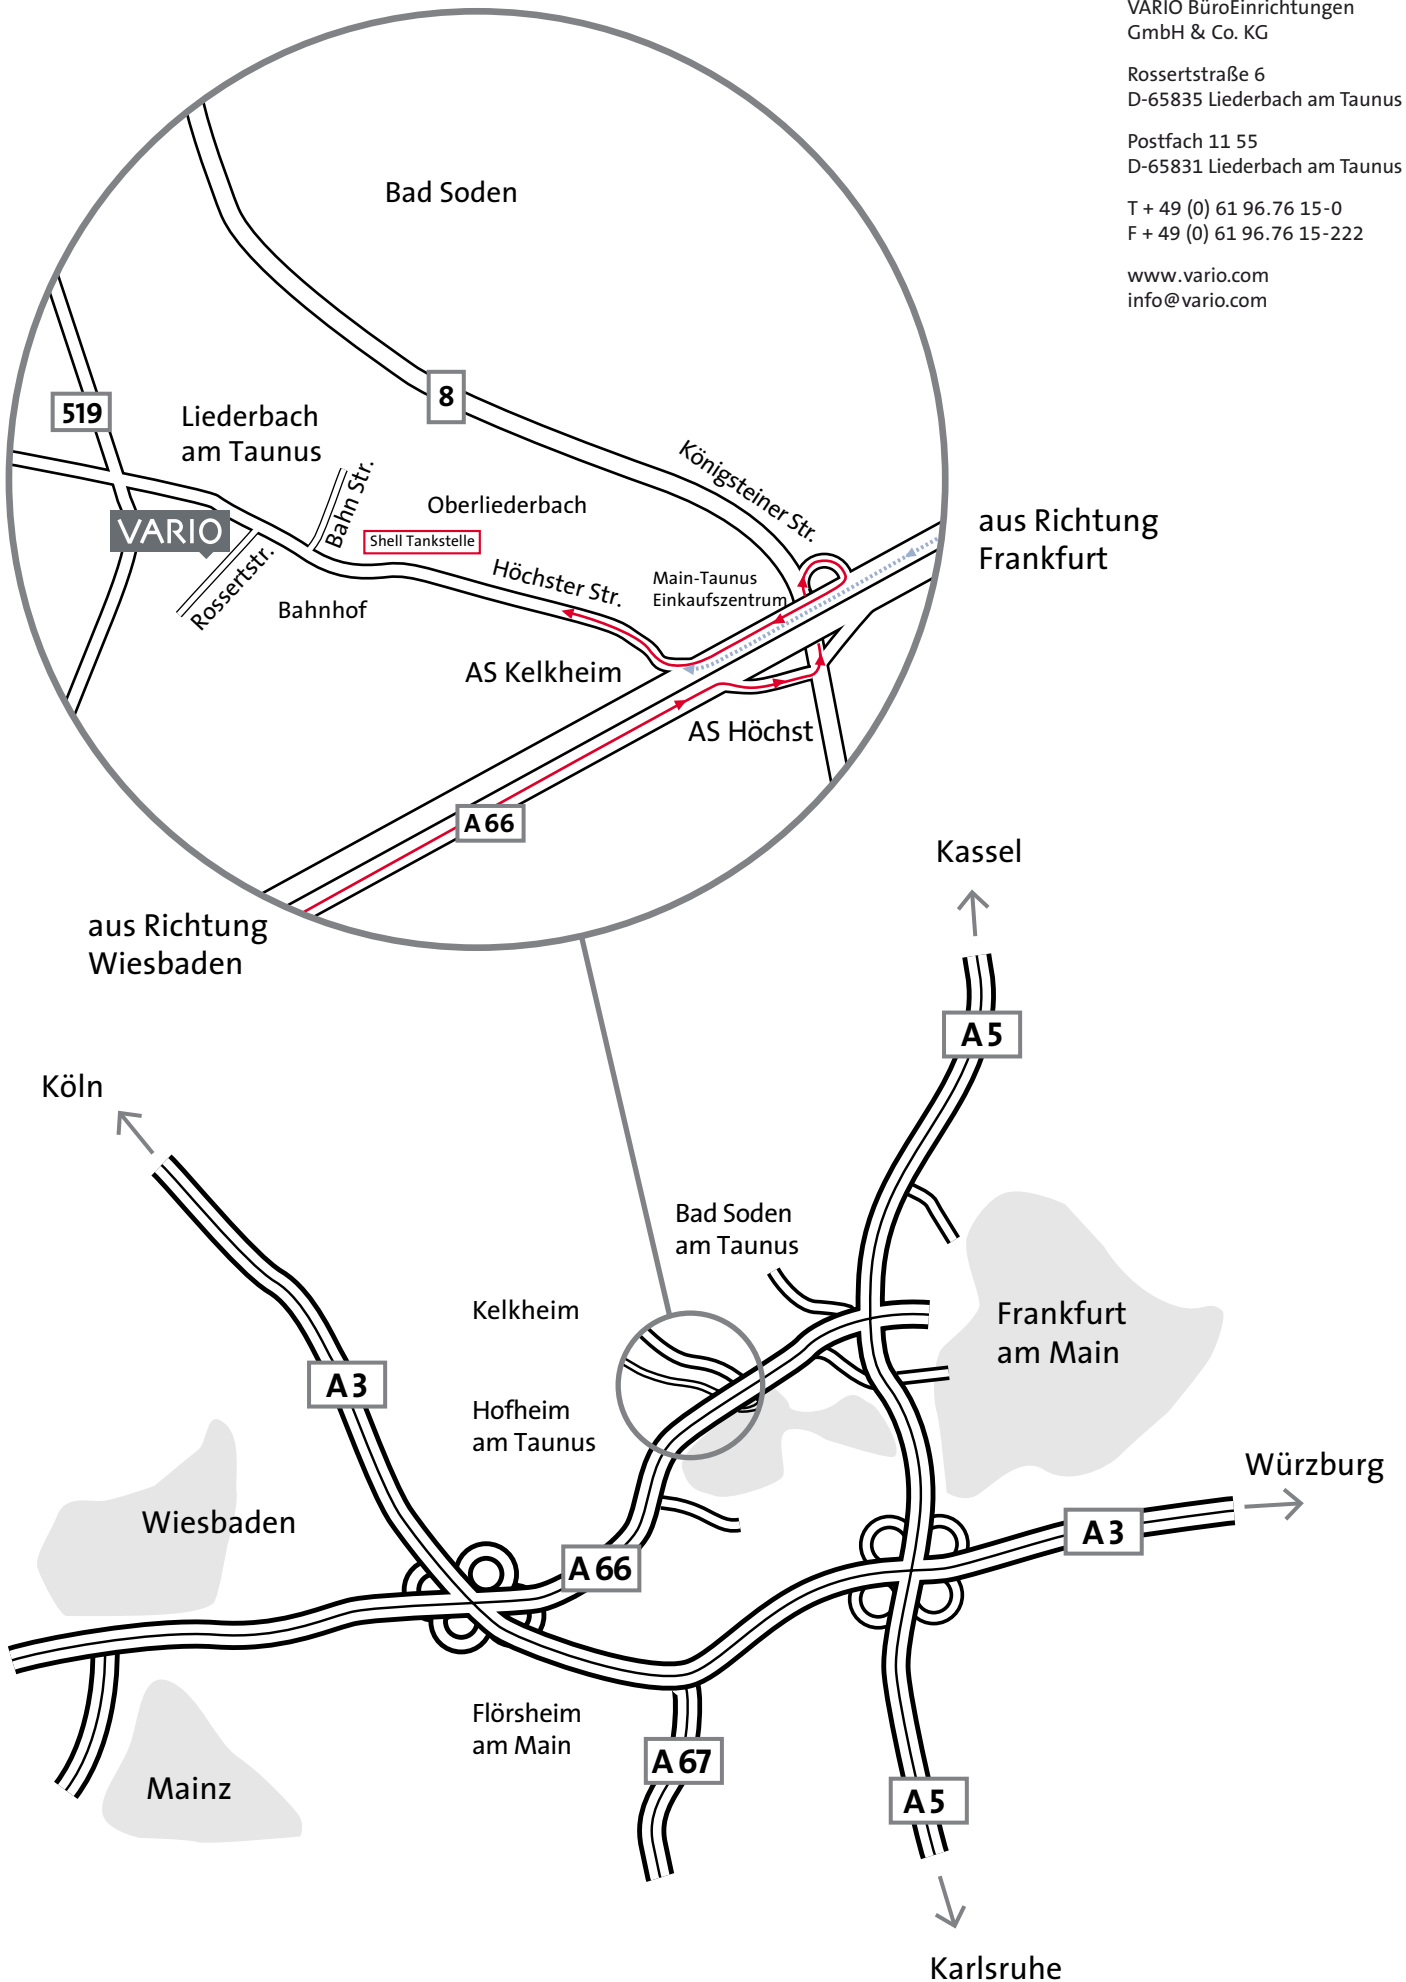 VARIO BüroEinrichtungen
GmbH & Co. KG
Rossertstraße 6
D-65835 Liederbach am Taunus
Postfach 11 55
D-65831 Liederbach am Taunus
T + 49 (0) 61 96.76 15-0
F + 49 (0) 61 96.76 15-222
www.vario.com
info@vario.com
Bad Soden
8
519
Liederbach
am Taunus
Königsteiner Str.
Bahn Str.
Oberliederbach
VARIO
Shell Tankstelle
aus Richtung
Frankfurt
Rossertstr.
Bahnhof
Höchster Str.
Main-Taunus
Einkaufszentrum
AS Kelkheim
AS Höchst
A 66
aus Richtung
Wiesbaden
Kassel
A 5
Köln
Bad Soden
am Taunus
Kelkheim
Frankfurt
am Main
A 3
Hofheim
am Taunus
Würzburg
Wiesbaden
A 3
A 66
Flörsheim
am Main
A 67
Mainz
A 5
Karlsruhe